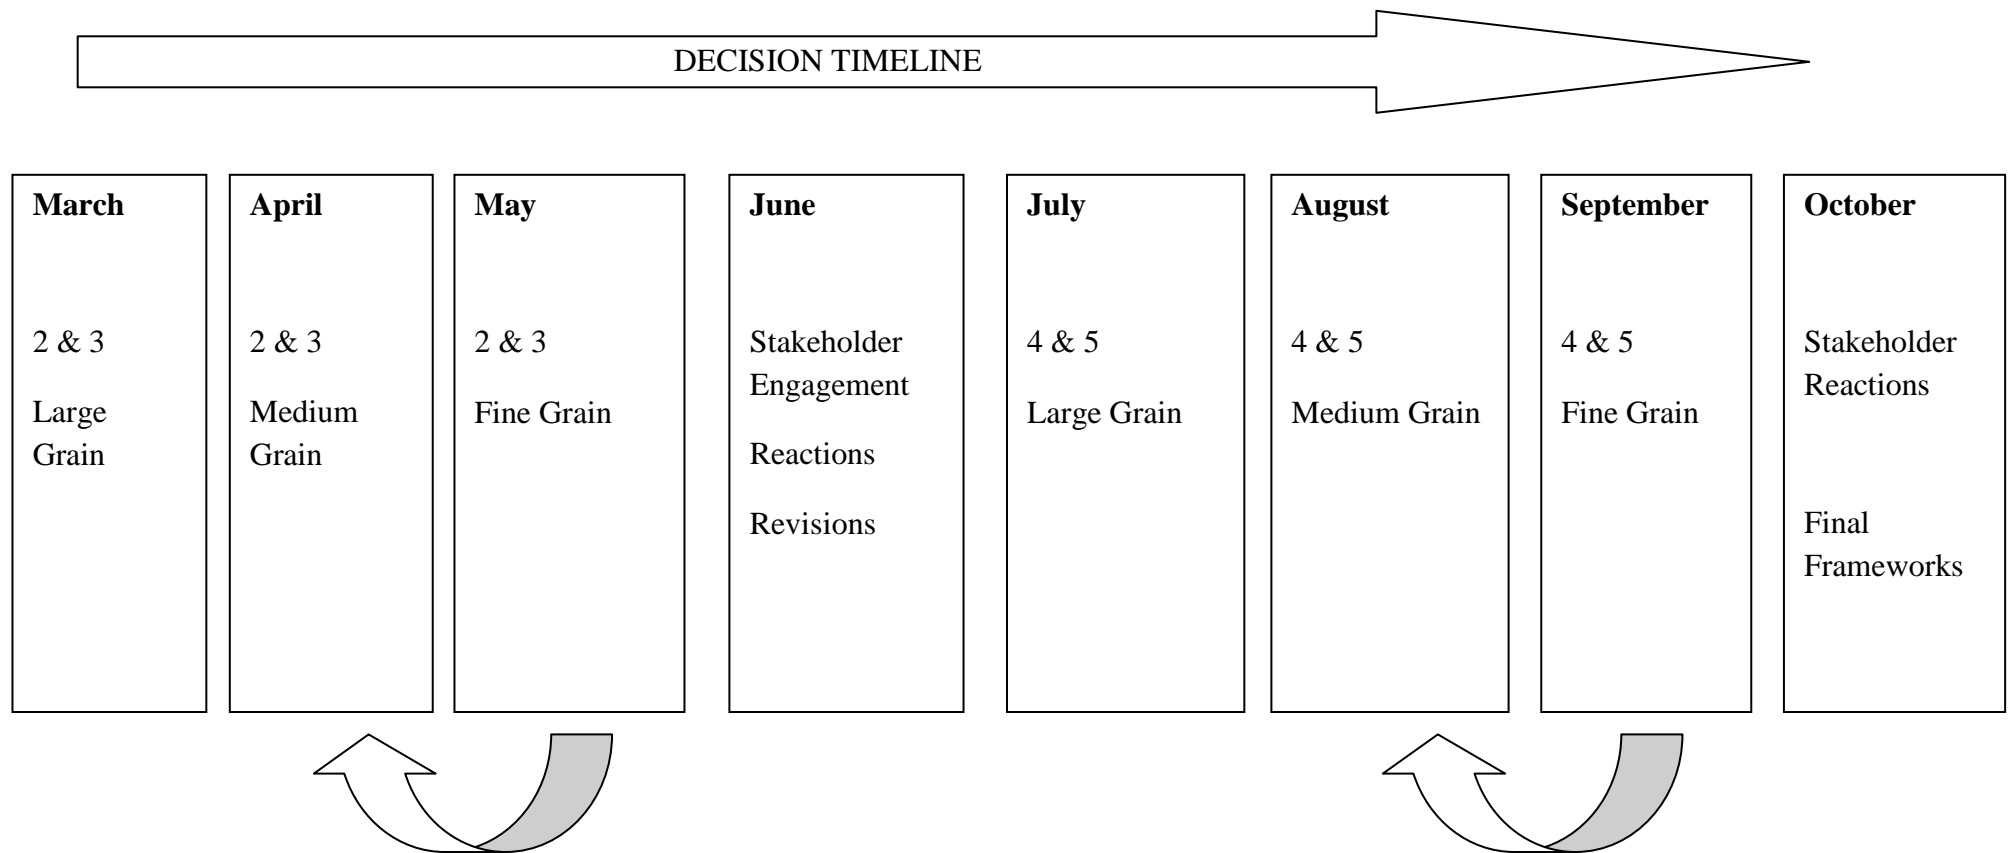 DECISION TIMELINE
March
2 & 3
Large
Grain
April
2 & 3
Medium
Grain
May
2 & 3
Fine Grain
June
Stakeholder
Engagement
Reactions
Revisions
July
4 & 5
Large Grain
August
4 & 5
Medium Grain
September
4 & 5
Fine Grain
October
Stakeholder
Reactions
Final
Frameworks